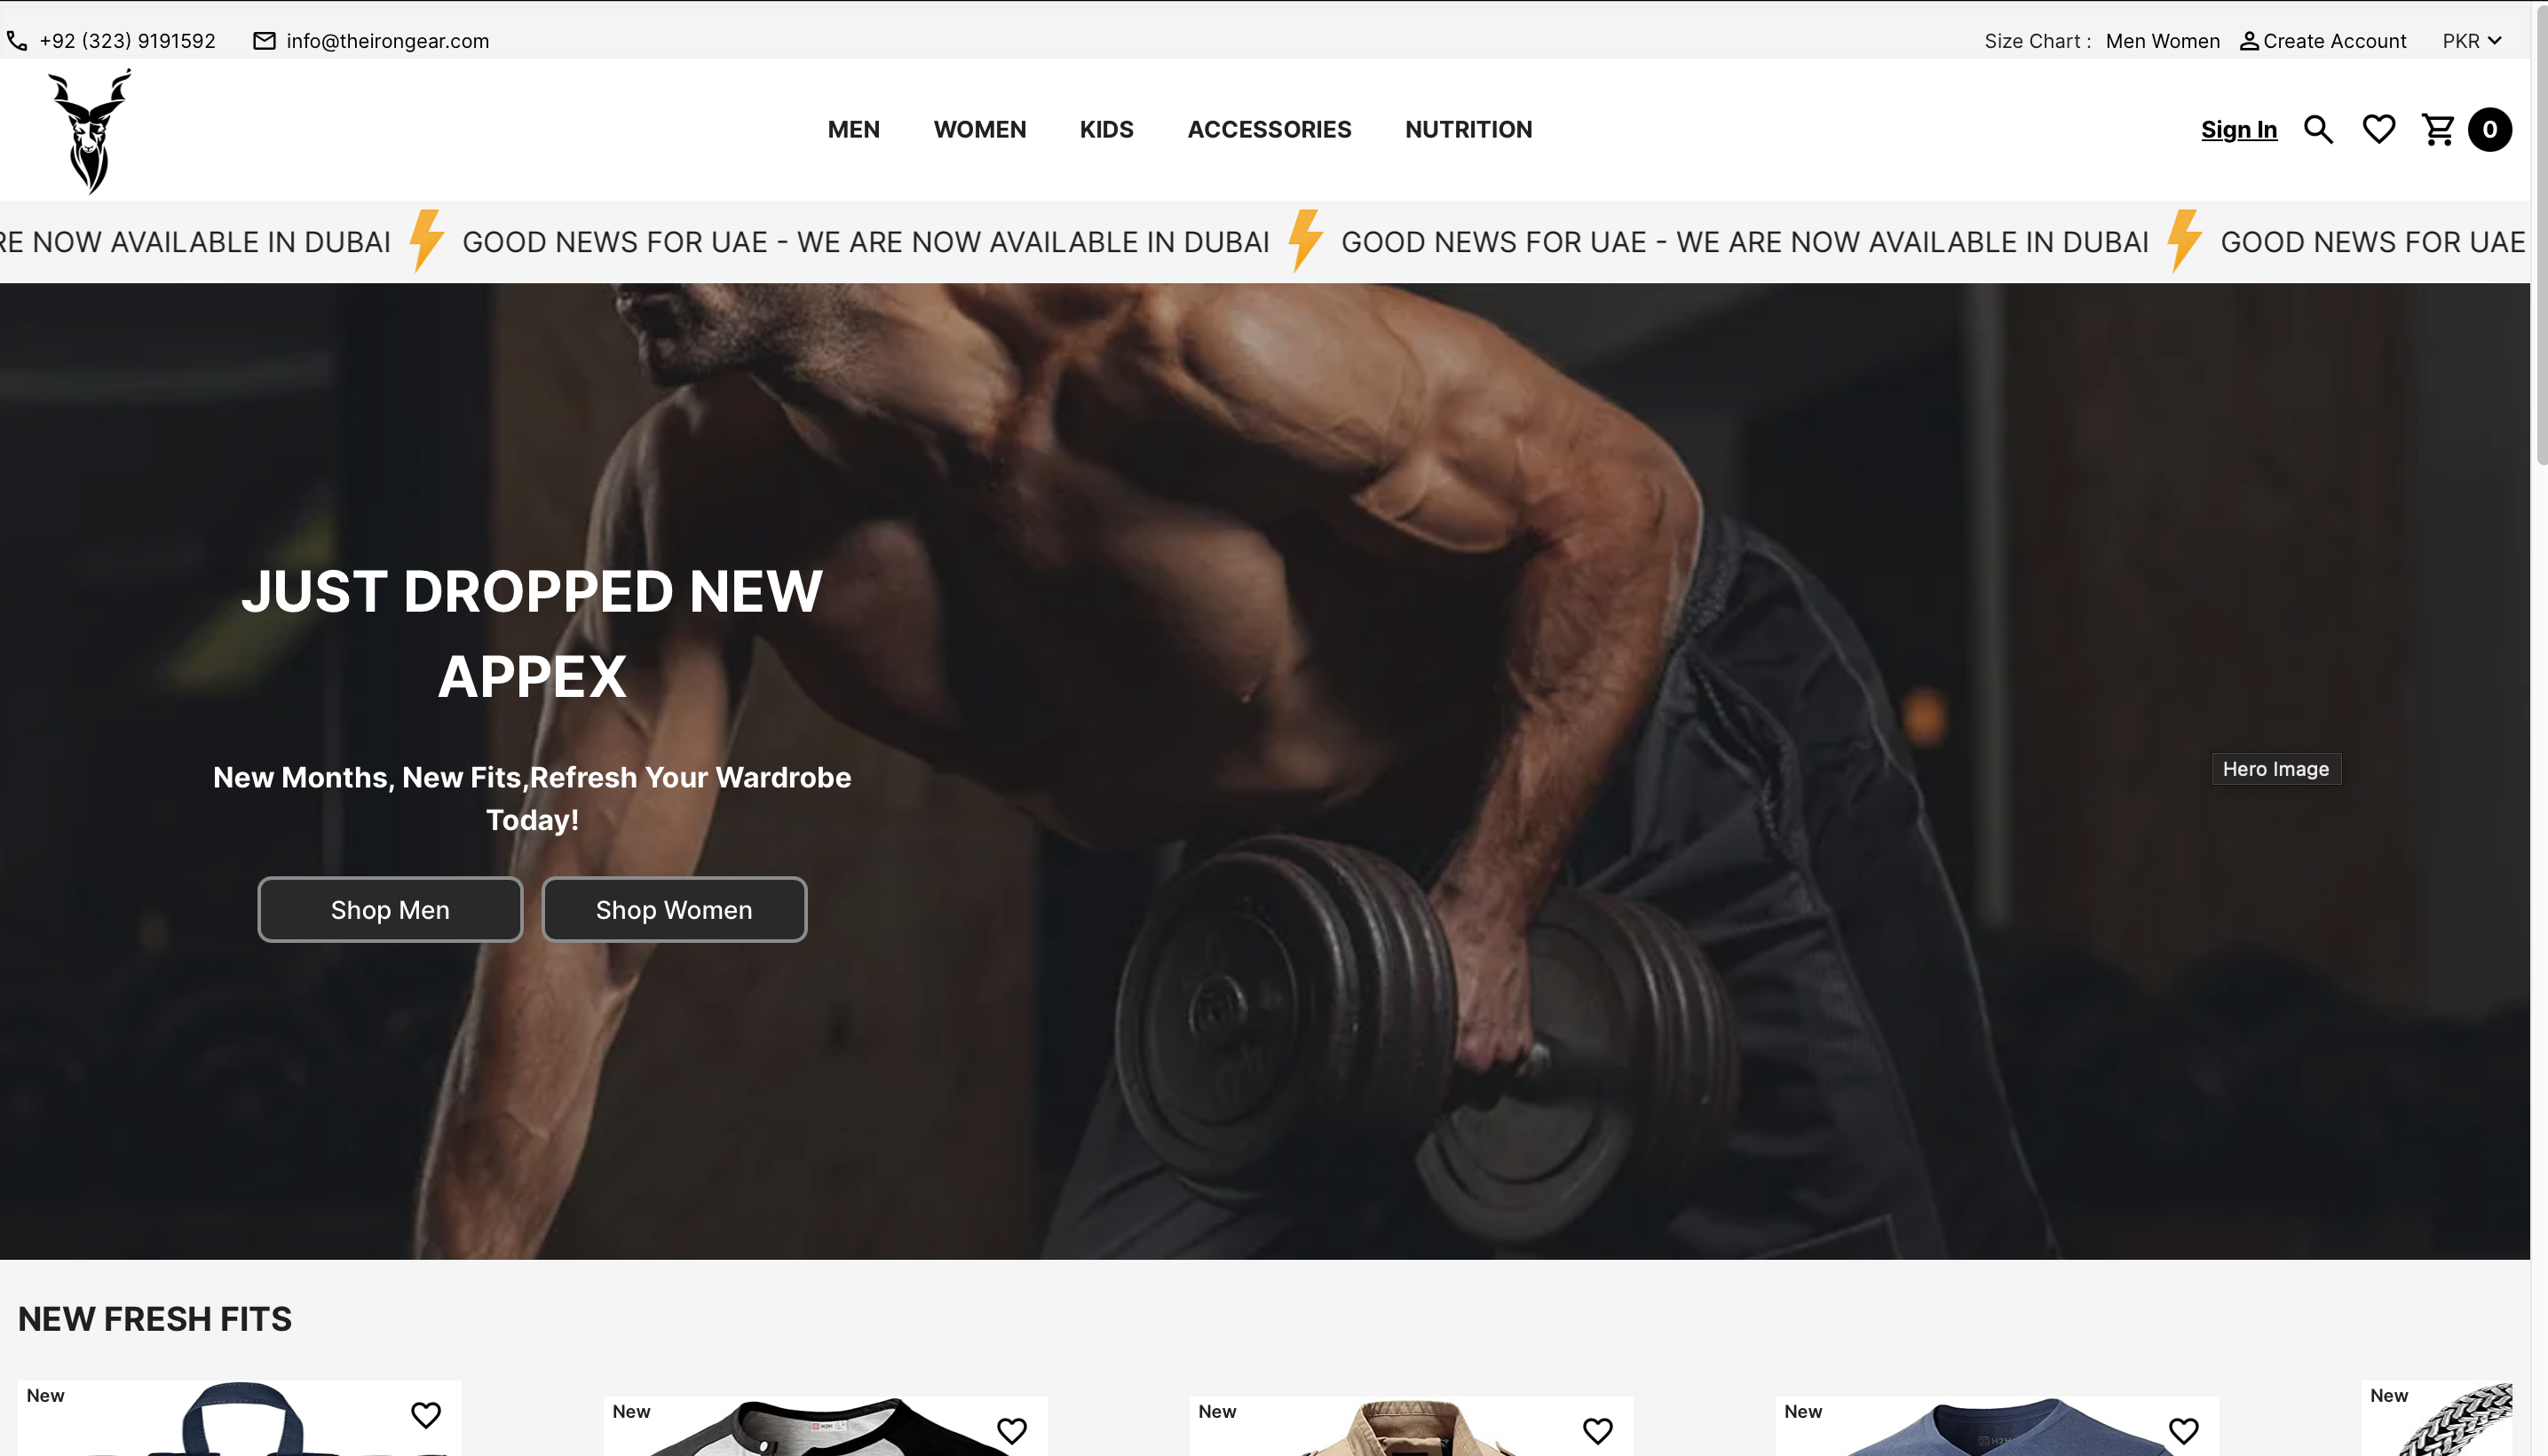 +92 (323) 9191592 info@theirongear.com Size Chart : Men Women Create Account PKR
MEN WOMEN KIDS ACCESSORIES NUTRITION Sign In 0
RE NOW AVAILABLE IN DUBAI GOOD NEWS FOR UAE - WE ARE NOW AVAILABLE IN DUBAI GOOD NEWS FOR UAE - WE ARE NOW AVAILABLE IN DUBAI GOOD NEWS FOR UAE
JUST DROPPED NEW
APPEX
New Months, New Fits,Refresh Your Wardrobe
Today!
Hero Image
Shop Men Shop Women
NEW FRESH FITS
New New New New New